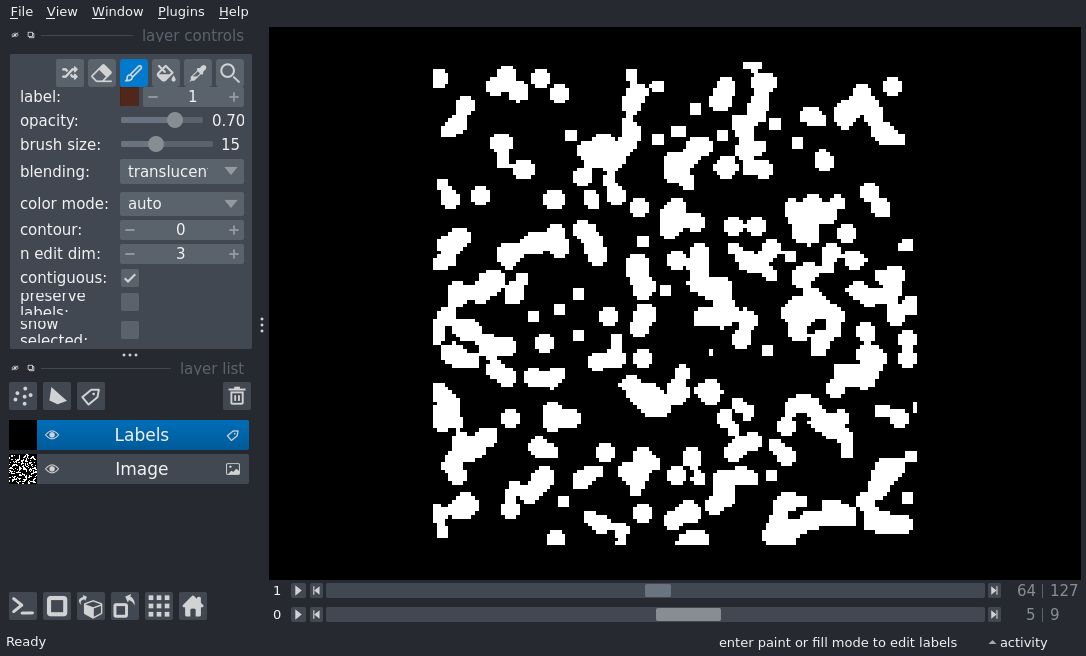 File View Window Plugins Help
layer controls
label: 1
opacity: 0.70
brush size: 15
blending: translucen
color mode: auto
contour: 0
n edit dim: 3
contiguous:
preserve
labels:
show
selected:
layer list
Labels
Image
1 64 | 127
0 5 | 9
Ready enter paint or fill mode to edit labels activity